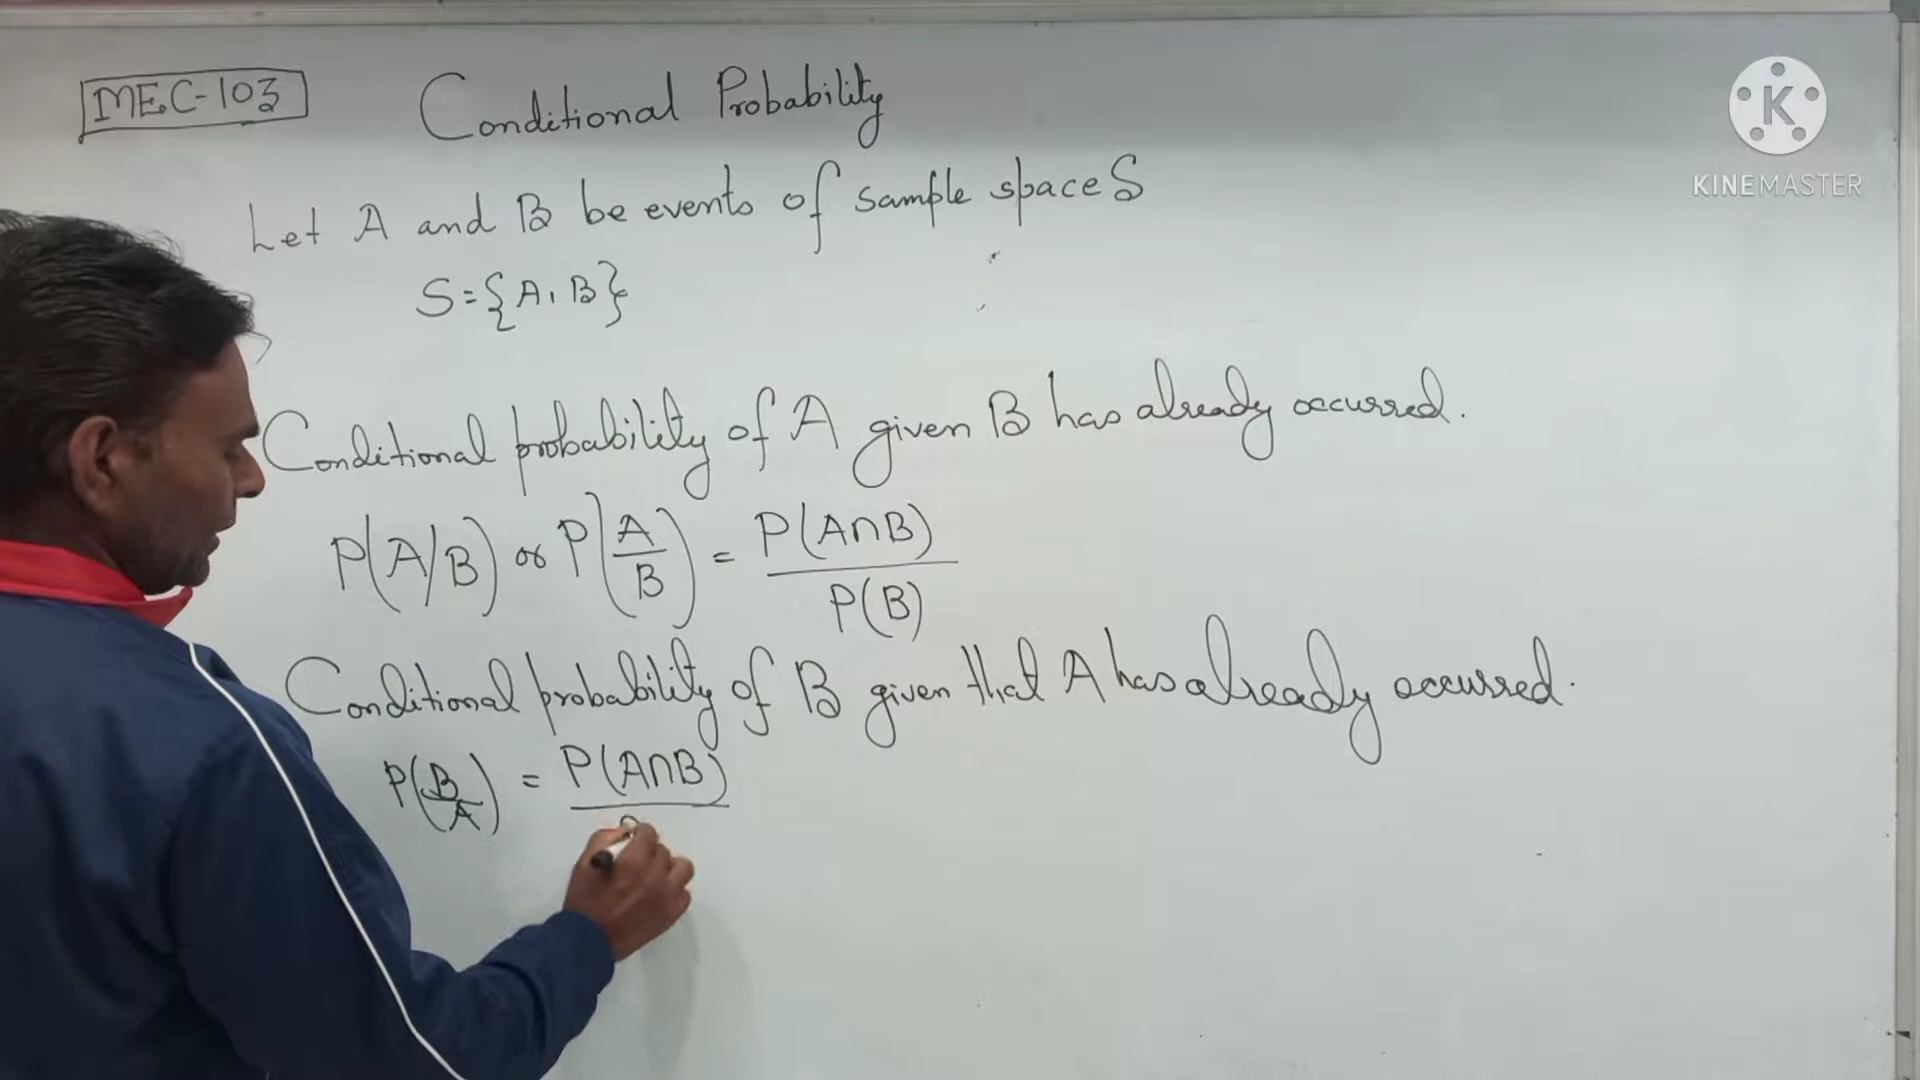 MEC-103
Conditional Probability
Let A and B be events of sample space S
S={A, B}
Conditional probability of A given B has already occurred.
P(A/B) or P(A/B) = P(A∩B)/P(B)
Conditional probability of B given that A has already occurred.
P(B/A) = P(A∩B)
K
KINEMASTER